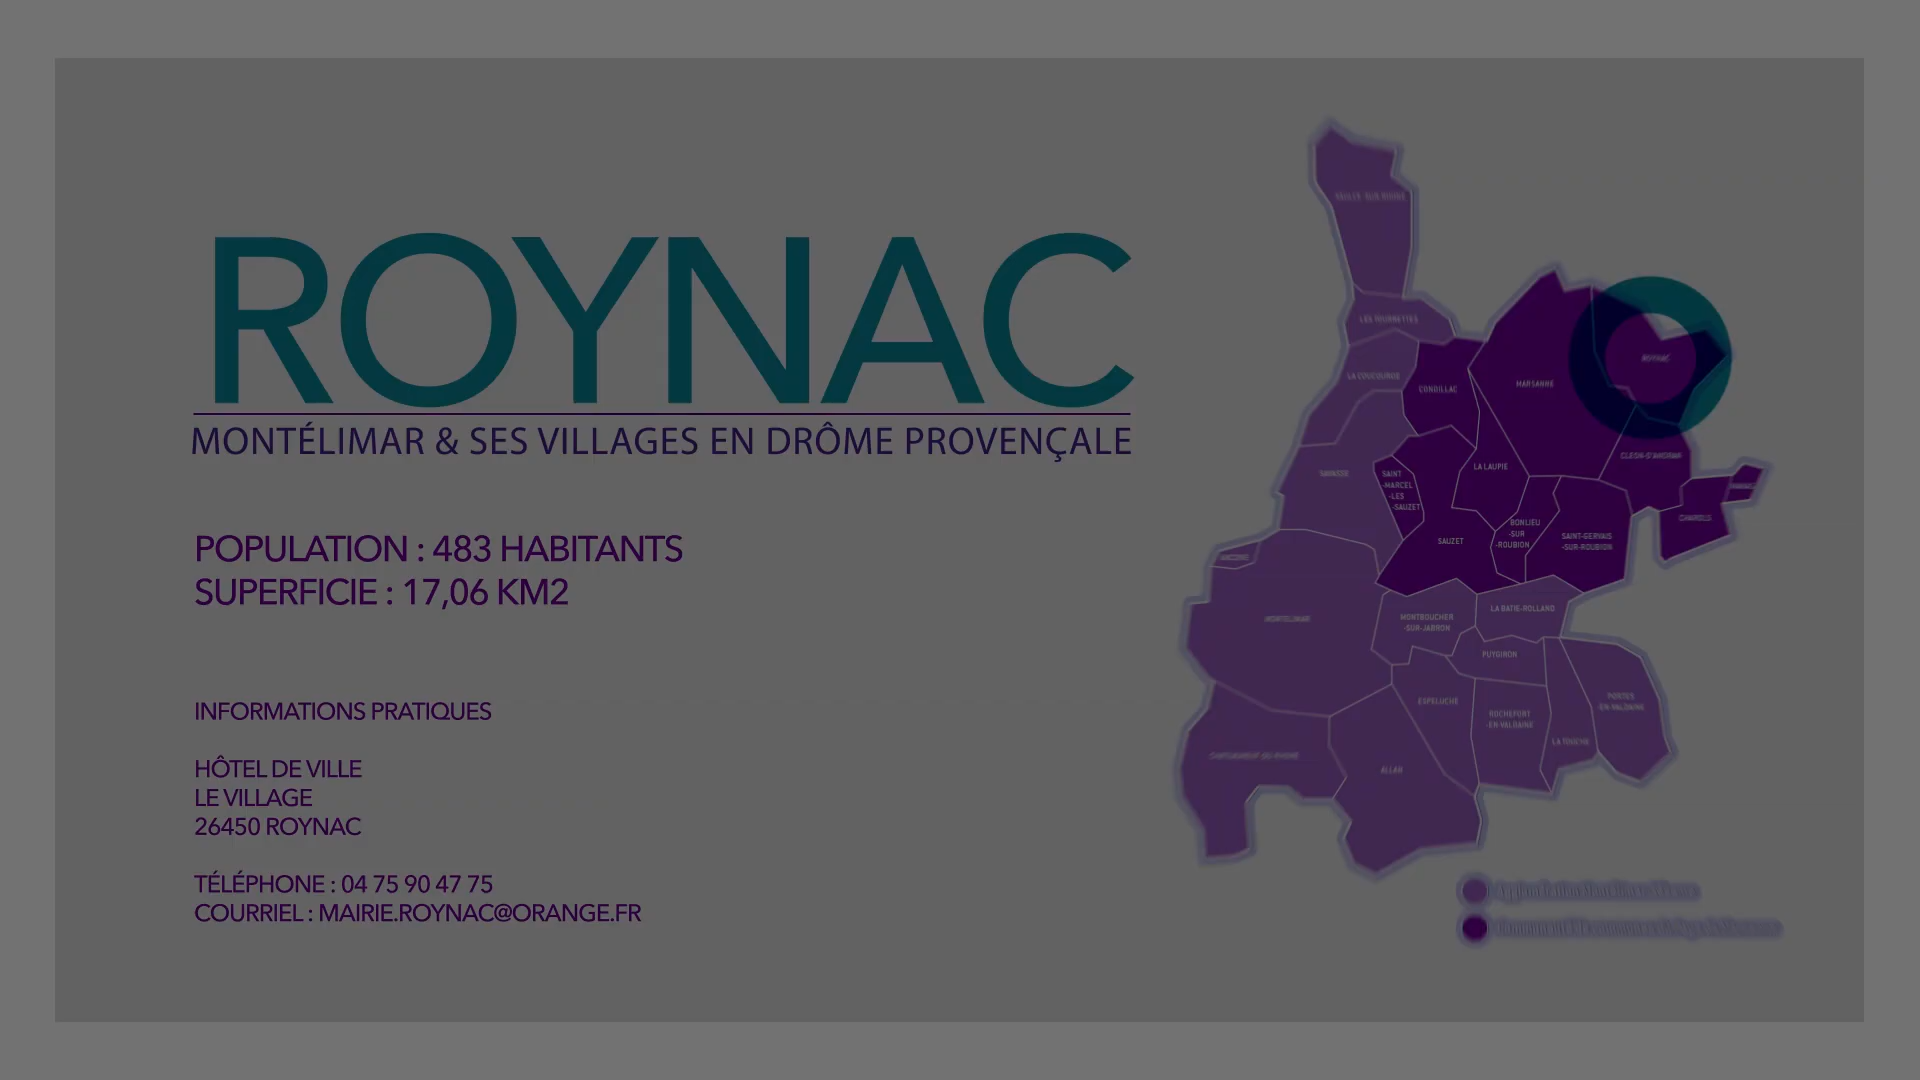 ROYNAC
MONTÉLIMAR & SES VILLAGES EN DRÔME PROVENÇALE
POPULATION : 483 HABITANTS
SUPERFICIE : 17,06 KM2
INFORMATIONS PRATIQUES
HÔTEL DE VILLE
LE VILLAGE
26450 ROYNAC
TÉLÉPHONE : 04 75 90 47 75
COURRIEL : MAIRIE.ROYNAC@ORANGE.FR
LES TOURRETTES
LA COUCOURDE
CONDILLAC
MARSANNE
ROYNAC
CLEON-D'ANDRAN
SAVASSE
SAINT
-MARCEL
-LES
-SAUZET
LA LAUPIE
CHAROLS
BONLIEU
-SUR
-ROUBION
SAUZET
SAINT-GERVAIS
-SUR-ROUBION
MONTELIMAR
MONTBOUCHER
-SUR-JABRON
LA BATIE-ROLLAND
PUYGIRON
ESPELUCHE
ROCHEFORT
-EN-VALDAINE
PORTES
EN VALDAINE
LA TOUCHE
CHATEAUNEUF-DU-RHONE
ALLAN